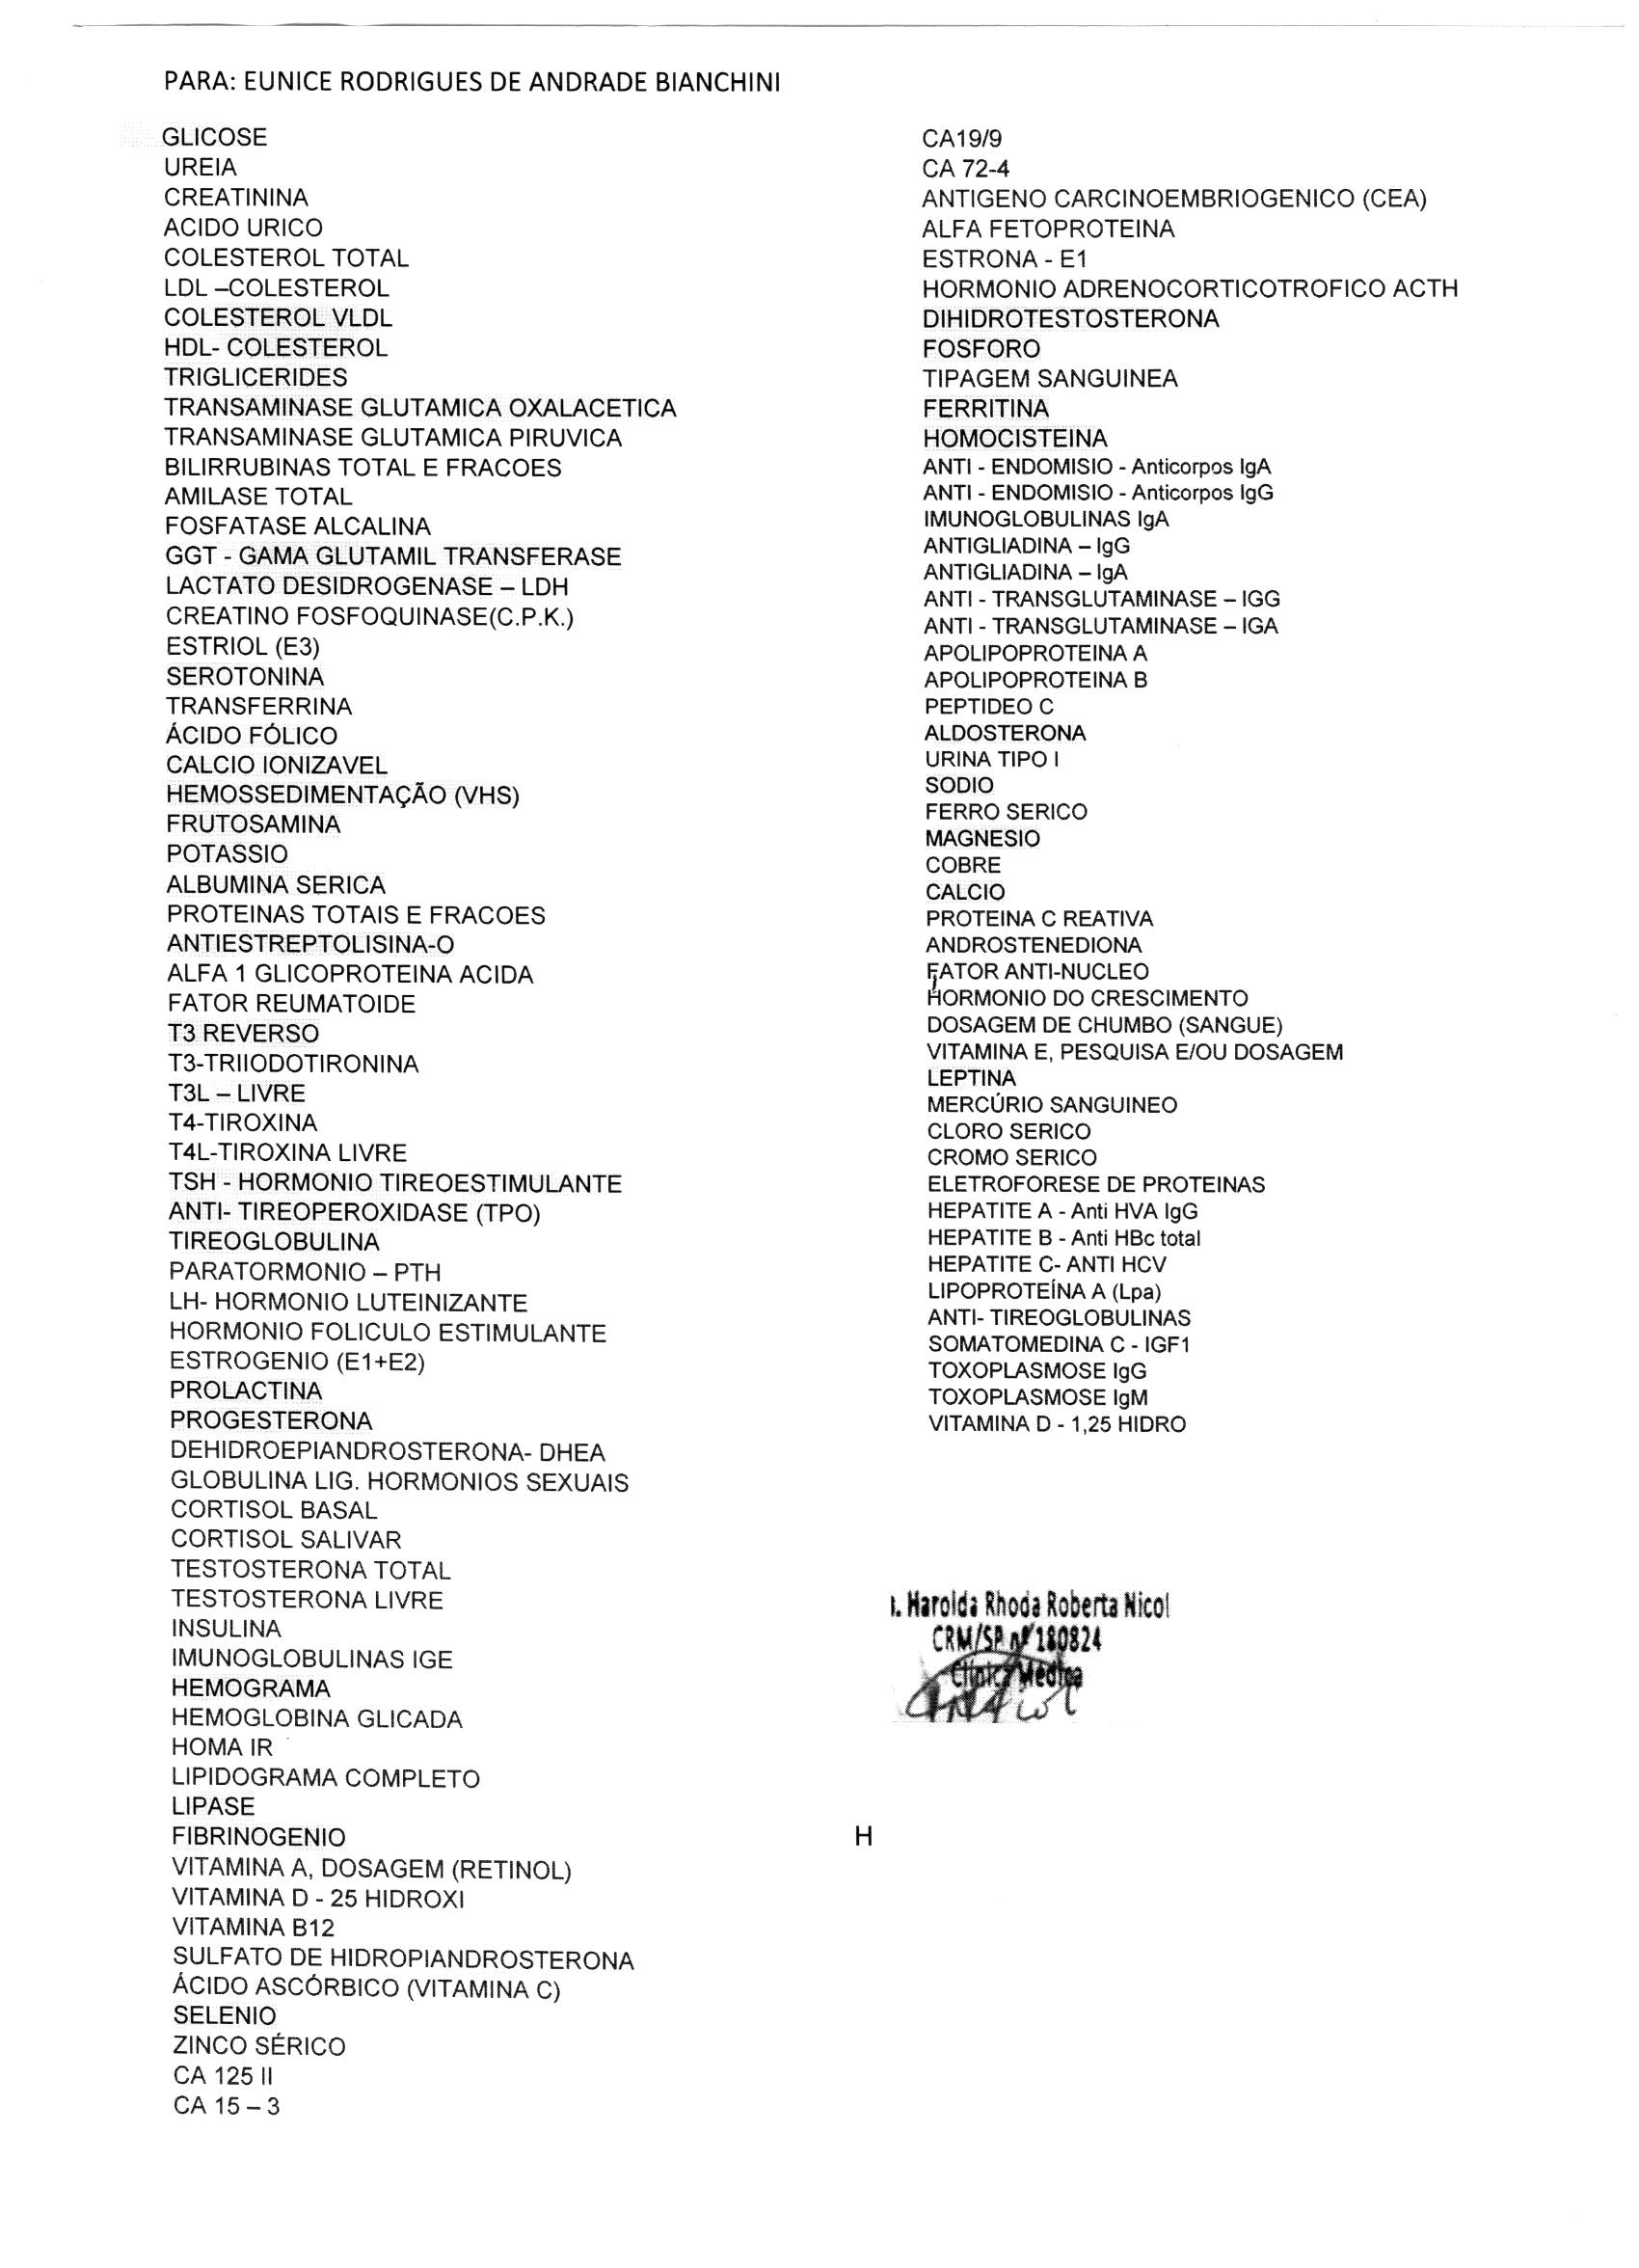 PARA: EUNICE RODRIGUES DE ANDRADE BIANCHINI
GLICOSE
UREIA
CREATININA
ACIDO URICO
COLESTEROL TOTAL
LDL –COLESTEROL
COLESTEROL VLDL
HDL- COLESTEROL
TRIGLICERIDES
TRANSAMINASE GLUTAMICA OXALACETICA
TRANSAMINASE GLUTAMICA PIRUVICA
BILIRRUBINAS TOTAL E FRACOES
AMILASE TOTAL
FOSFATASE ALCALINA
GGT - GAMA GLUTAMIL TRANSFERASE
LACTATO DESIDROGENASE – LDH
CREATINO FOSFOQUINASE(C.P.K.)
ESTRIOL (E3)
SEROTONINA
TRANSFERRINA
ÁCIDO FÓLICO
CALCIO IONIZAVEL
HEMOSSEDIMENTAÇÃO (VHS)
FRUTOSAMINA
POTASSIO
ALBUMINA SERICA
PROTEINAS TOTAIS E FRACOES
ANTIESTREPTOLISINA-O
ALFA 1 GLICOPROTEINA ACIDA
FATOR REUMATOIDE
T3 REVERSO
T3-TRIIODOTIRONINA
T3L – LIVRE
T4-TIROXINA
T4L-TIROXINA LIVRE
TSH - HORMONIO TIREOESTIMULANTE
ANTI- TIREOPEROXIDASE (TPO)
TIREOGLOBULINA
PARATORMONIO – PTH
LH- HORMONIO LUTEINIZANTE
HORMONIO FOLICULO ESTIMULANTE
ESTROGENIO (E1+E2)
PROLACTINA
PROGESTERONA
DEHIDROEPIANDROSTERONA- DHEA
GLOBULINA LIG. HORMONIOS SEXUAIS
CORTISOL BASAL
CORTISOL SALIVAR
TESTOSTERONA TOTAL
TESTOSTERONA LIVRE
INSULINA
IMUNOGLOBULINAS IGE
HEMOGRAMA
HEMOGLOBINA GLICADA
HOMA IR
LIPIDOGRAMA COMPLETO
LIPASE
FIBRINOGENIO
VITAMINA A, DOSAGEM (RETINOL)
VITAMINA D - 25 HIDROXI
VITAMINA B12
SULFATO DE HIDROPIANDROSTERONA
ÁCIDO ASCÓRBICO (VITAMINA C)
SELENIO
ZINCO SÉRICO
CA 125 II
CA 15 – 3
CA19/9
CA 72-4
ANTIGENO CARCINOEMBRIOGENICO (CEA)
ALFA FETOPROTEINA
ESTRONA - E1
HORMONIO ADRENOCORTICOTROFICO ACTH
DIHIDROTESTOSTERONA
FOSFORO
TIPAGEM SANGUINEA
FERRITINA
HOMOCISTEINA
ANTI - ENDOMISIO - Anticorpos IgA
ANTI - ENDOMISIO - Anticorpos IgG
IMUNOGLOBULINAS IgA
ANTIGLIADINA – IgG
ANTIGLIADINA – IgA
ANTI - TRANSGLUTAMINASE – IGG
ANTI - TRANSGLUTAMINASE – IGA
APOLIPOPROTEINA A
APOLIPOPROTEINA B
PEPTIDEO C
ALDOSTERONA
URINA TIPO I
SODIO
FERRO SERICO
MAGNESIO
COBRE
CALCIO
PROTEINA C REATIVA
ANDROSTENEDIONA
FATOR ANTI-NUCLEO
HORMONIO DO CRESCIMENTO
DOSAGEM DE CHUMBO (SANGUE)
VITAMINA E, PESQUISA E/OU DOSAGEM
LEPTINA
MERCÚRIO SANGUINEO
CLORO SERICO
CROMO SERICO
ELETROFORESE DE PROTEINAS
HEPATITE A - Anti HVA IgG
HEPATITE B - Anti HBc total
HEPATITE C- ANTI HCV
LIPOPROTEÍNA A (Lpa)
ANTI- TIREOGLOBULINAS
SOMATOMEDINA C - IGF1
TOXOPLASMOSE IgG
TOXOPLASMOSE IgM
VITAMINA D - 1,25 HIDRO
. Harolda Rhoda Roberta Nicol
CRM/SP nº 180824
Clínica Médica
H